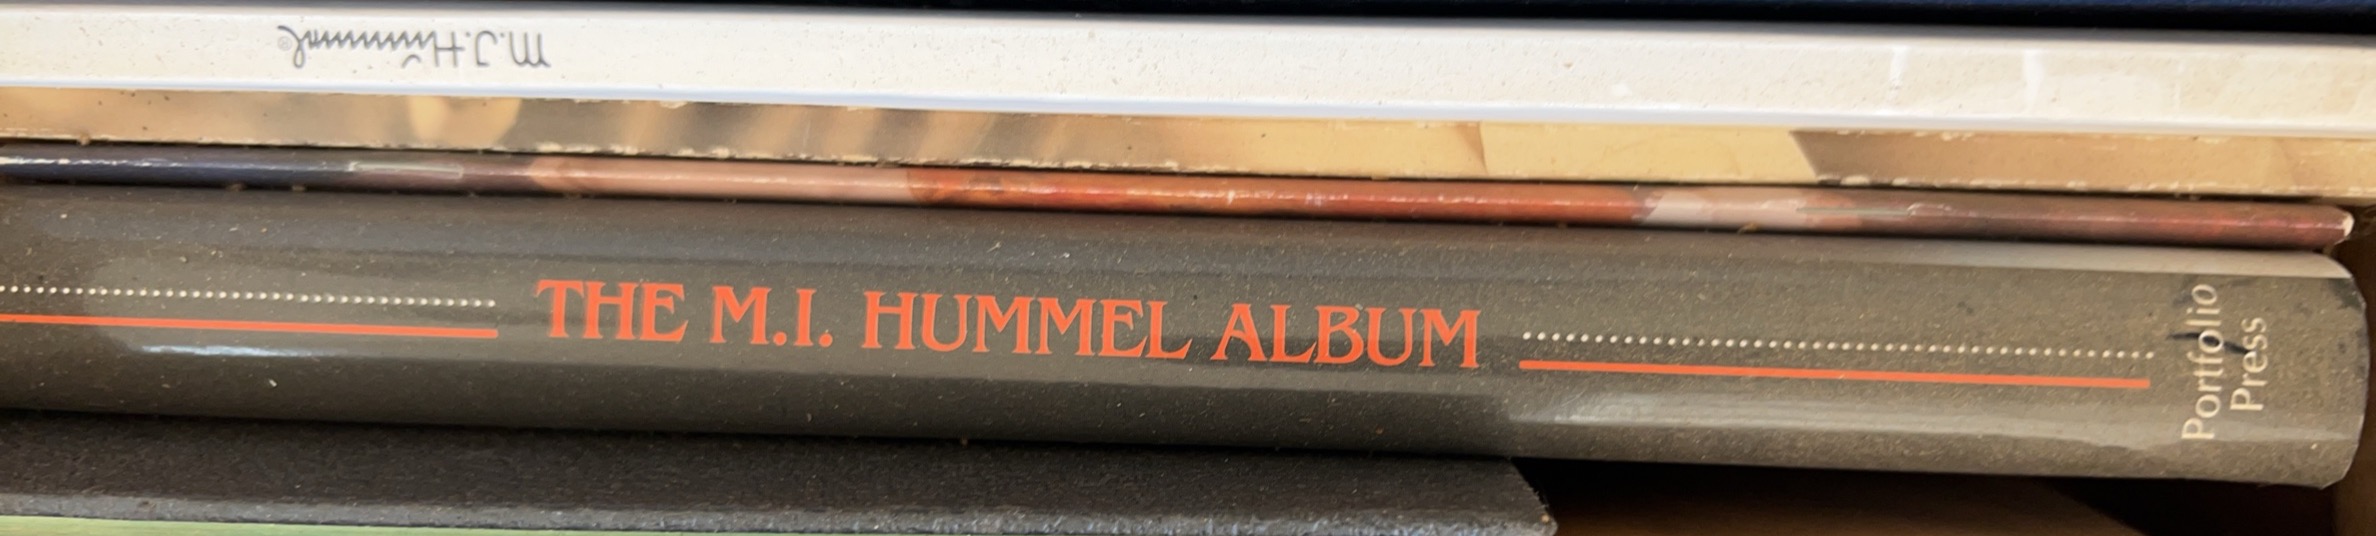 M.J.Hümmel®
THE M.I. HUMMEL ALBUM
Portfolio
Press